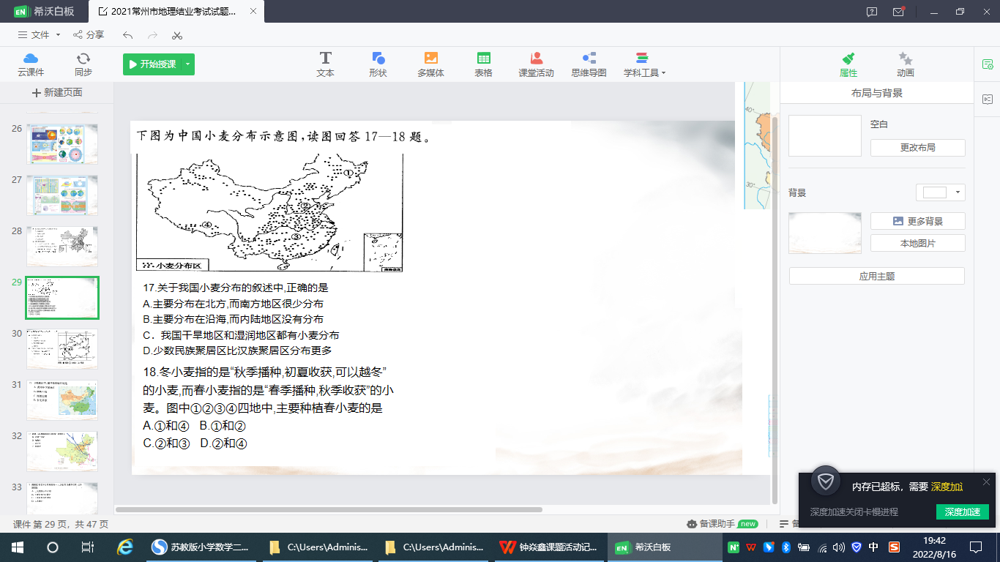 希沃白板
2021常州市地理结业考试试题...
文件
分享
云课件
同步
开始授课
文本
形状
多媒体
表格
课堂活动
思维导图
学科工具
属性
动画
新建页面
布局与背景
空白
更改布局
背景
更多背景
本地图片
应用主题
26
27
28
29
30
31
32
33
下图为中国小麦分布示意图,读图回答17—18题。
①
②
③
④
小麦分布区
40°
30°
17.关于我国小麦分布的叙述中,正确的是
A.主要分布在北方,而南方地区很少分布
B.主要分布在沿海,而内陆地区没有分布
C．我国干旱地区和湿润地区都有小麦分布
D.少数民族聚居区比汉族聚居区分布更多
18.冬小麦指的是“秋季播种,初夏收获,可以越冬”
的小麦,而春小麦指的是“春季播种,秋季收获”的小
麦。图中①②③④四地中,主要种植春小麦的是
A.①和④ B.①和②
C.②和③ D.②和④
内存已超标，需要 深度加
深度加速关闭卡慢进程
深度加速
课件 第 29 页，共 47 页
备课助手 new
备
苏教版小学数学二...
C:\Users\Adminis...
C:\Users\Adminis...
钟焱鑫课题活动记...
希沃白板
中
19:42
2022/8/16